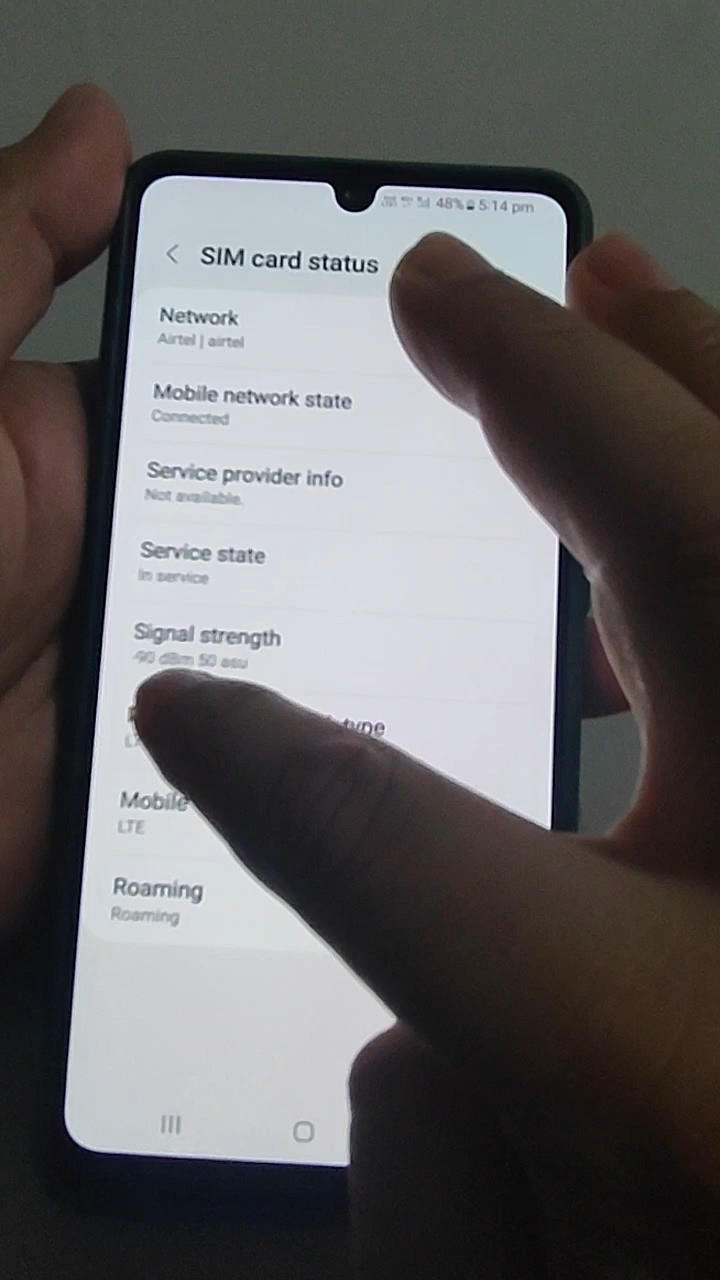 48% 5:14 pm
SIM card status
Network
Airtel | airtel
Mobile network state
Connected
Service provider info
Not available.
Service state
In service
Signal strength
-90 dBm 50 asu
type
Mobile
LTE
Roaming
Roaming